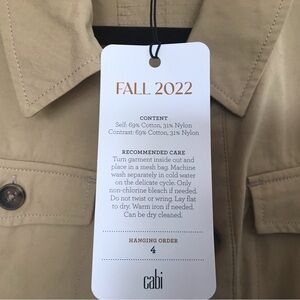 FALL 2022
CONTENT
Self: 69% Cotton, 31% Nylon
Contrast: 69% Cotton, 31% Nylon
RECOMMENDED CARE
Turn garment inside out and
place in a mesh bag. Machine
wash separately in cold water
on the delicate cycle. Only
non-chlorine bleach if needed.
Do not twist or wring. Lay flat
to dry. Warm iron if needed.
Can be dry cleaned.
HANGING ORDER
4
cabi